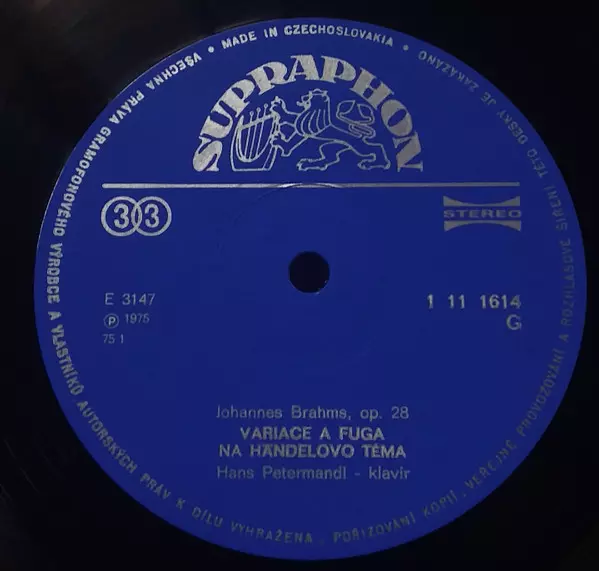 VŠECHNA PRÁVA GRAMOFONOVÉHO VÝROBCE A VLASTNÍKŮ AUTORSKÝCH PRÁV K DÍLU VYHRAŽENA. POŘIZOVÁNÍ KOPIÍ, VEŘEJNÉ PROVOZOVÁNÍ A ROZHLASOVÉ ŠÍŘENÍ TÉTO DESKY JE ZAKÁZÁNO • MADE IN CZECHOSLOVAKIA •
SUPRAPHON
33
STEREO
E 3147
1 11 1614
℗ 1975
G
75 1
Johannes Brahms, op. 28
VARIACE A FUGA
NA HÄNDELOVO TÉMA
Hans Petermandl - klavír